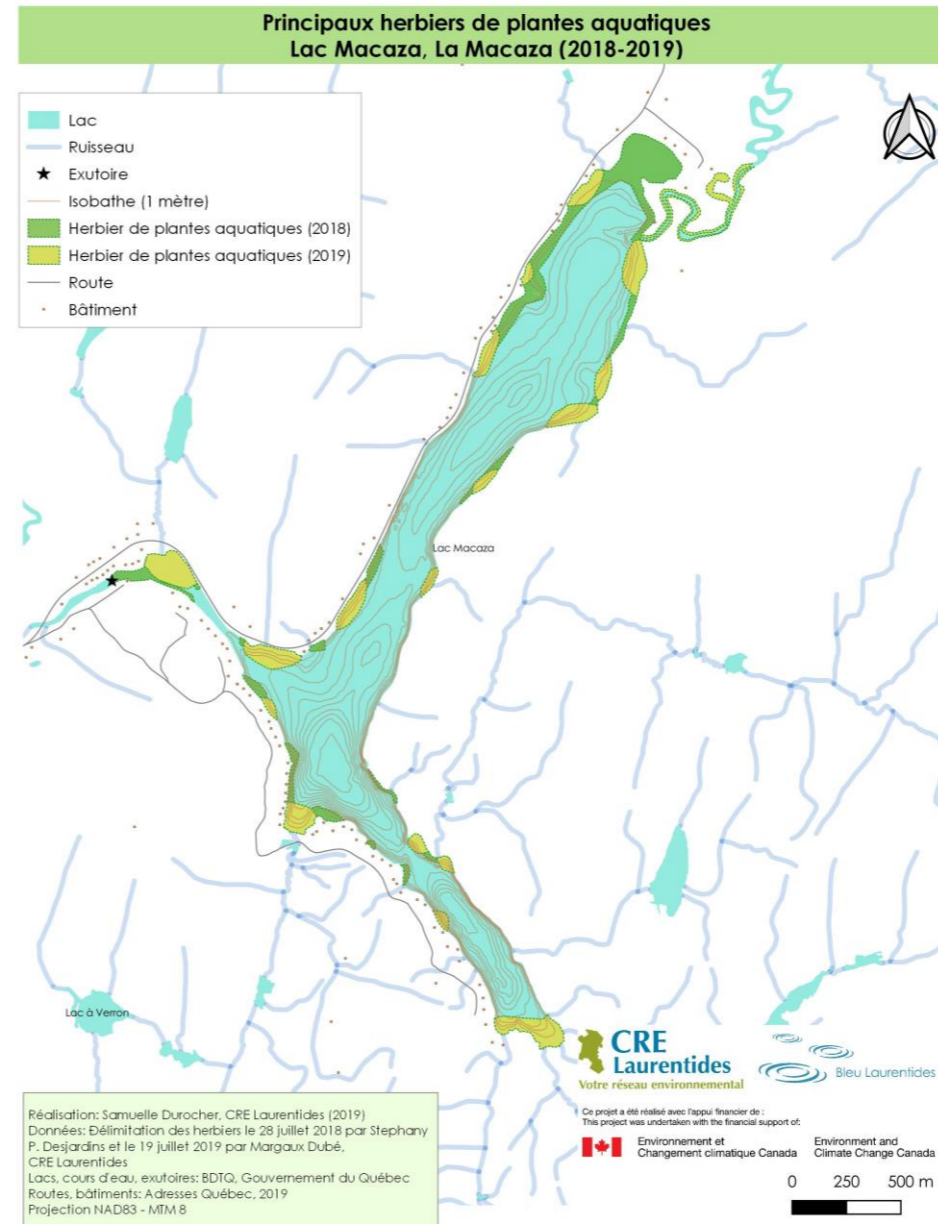 Principaux herbiers de plantes aquatiques
Lac Macaza, La Macaza (2018-2019)
Lac
Ruisseau
Exutoire
Isobathe (1 mètre)
Herbier de plantes aquatiques (2018)
Herbier de plantes aquatiques (2019)
Route
Bâtiment
Lac Macaza
Lac à Verron
CRE
Laurentides
Votre réseau environnemental
Bleu Laurentides
Ce projet a été réalisé avec l'appui financier de :
This project was undertaken with the financial support of:
Environnement et
Changement climatique Canada
Environment and
Climate Change Canada
0 250 500 m
Réalisation: Samuelle Durocher, CRE Laurentides (2019)
Données: Délimitation des herbiers le 28 juillet 2018 par Stephany
P. Desjardins et le 19 juillet 2019 par Margaux Dubé,
CRE Laurentides
Lacs, cours d'eau, exutoires: BDTQ, Gouvernement du Québec
Routes, bâtiments: Adresses Québec, 2019
Projection NAD83 - MTM 8